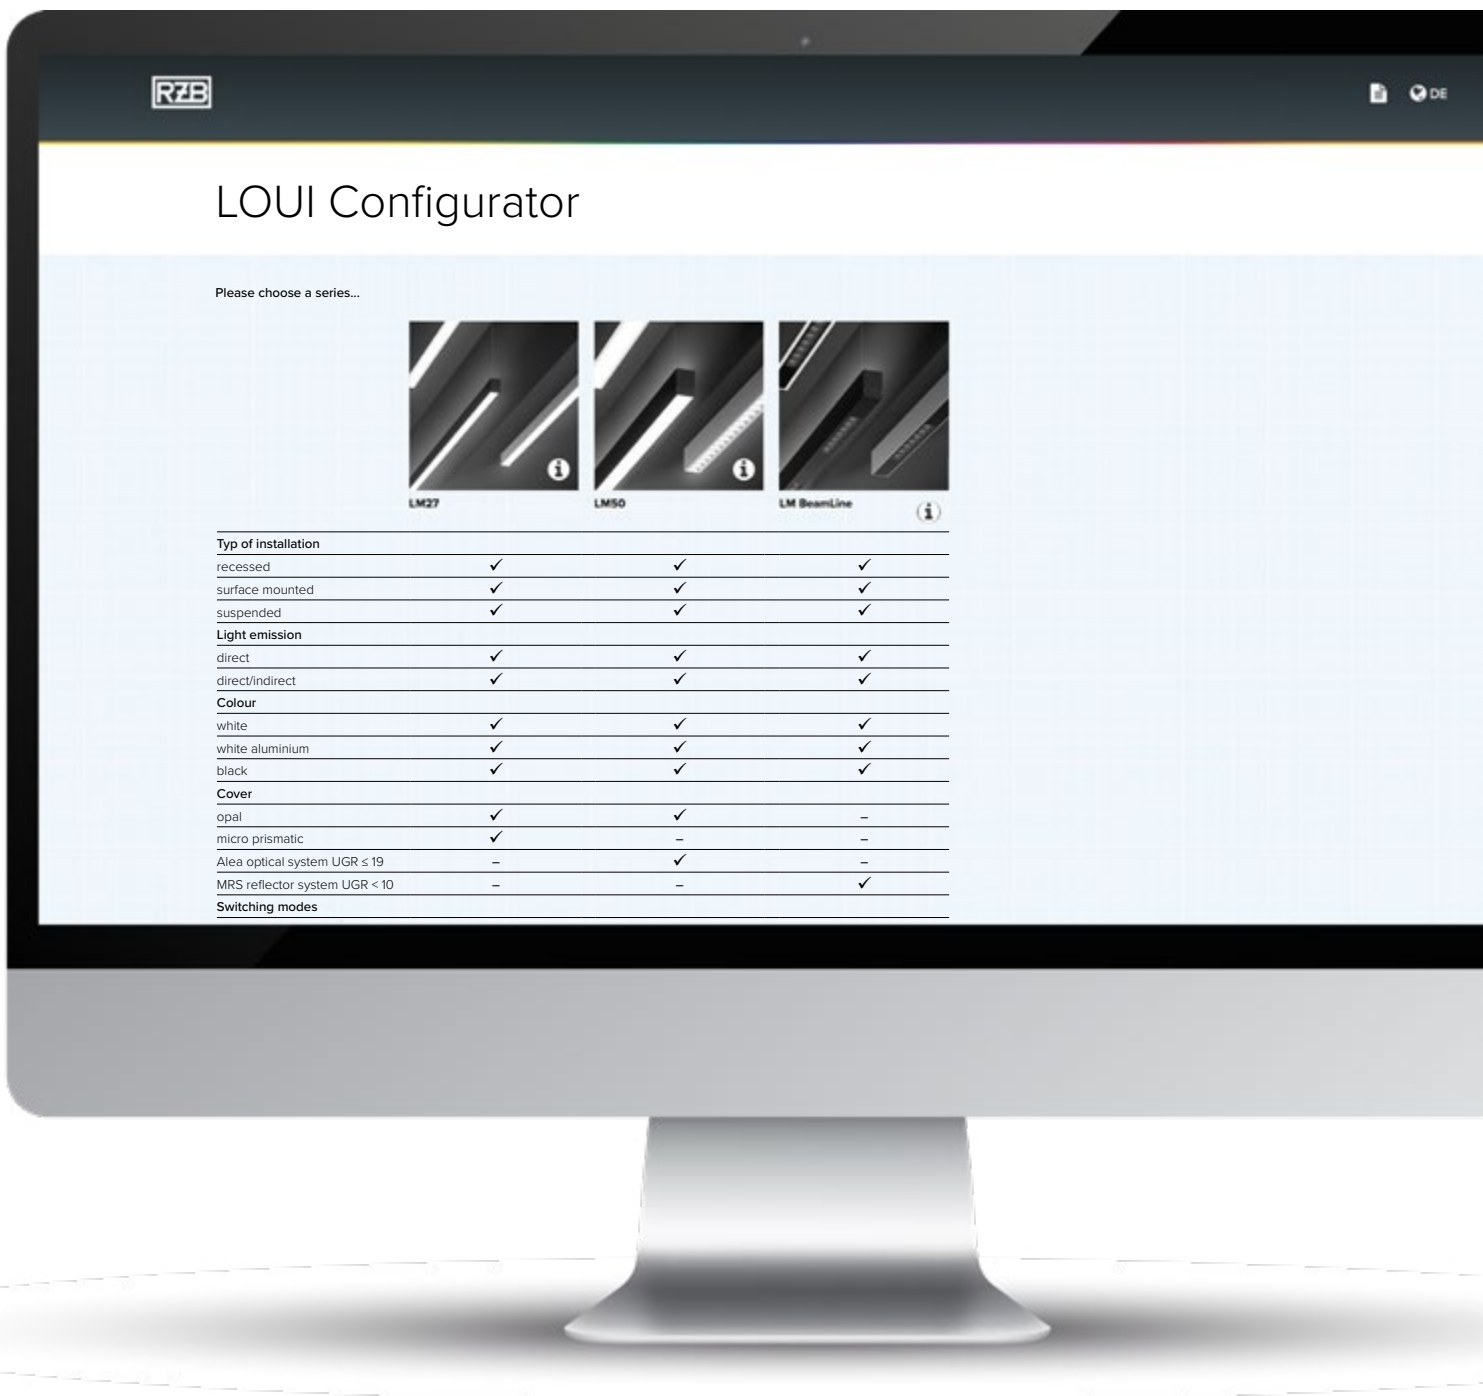 RZB
DE
LOUI Configurator
Please choose a series...
LM27 LM50 LM BeamLine
Typ of installation
recessed ✓ ✓ ✓
surface mounted ✓ ✓ ✓
suspended ✓ ✓ ✓
Light emission
direct ✓ ✓ ✓
direct/indirect ✓ ✓ ✓
Colour
white ✓ ✓ ✓
white aluminium ✓ ✓ ✓
black ✓ ✓ ✓
Cover
opal ✓ ✓ –
micro prismatic ✓ – –
Alea optical system UGR ≤ 19 – ✓ –
MRS reflector system UGR < 10 – – ✓
Switching modes